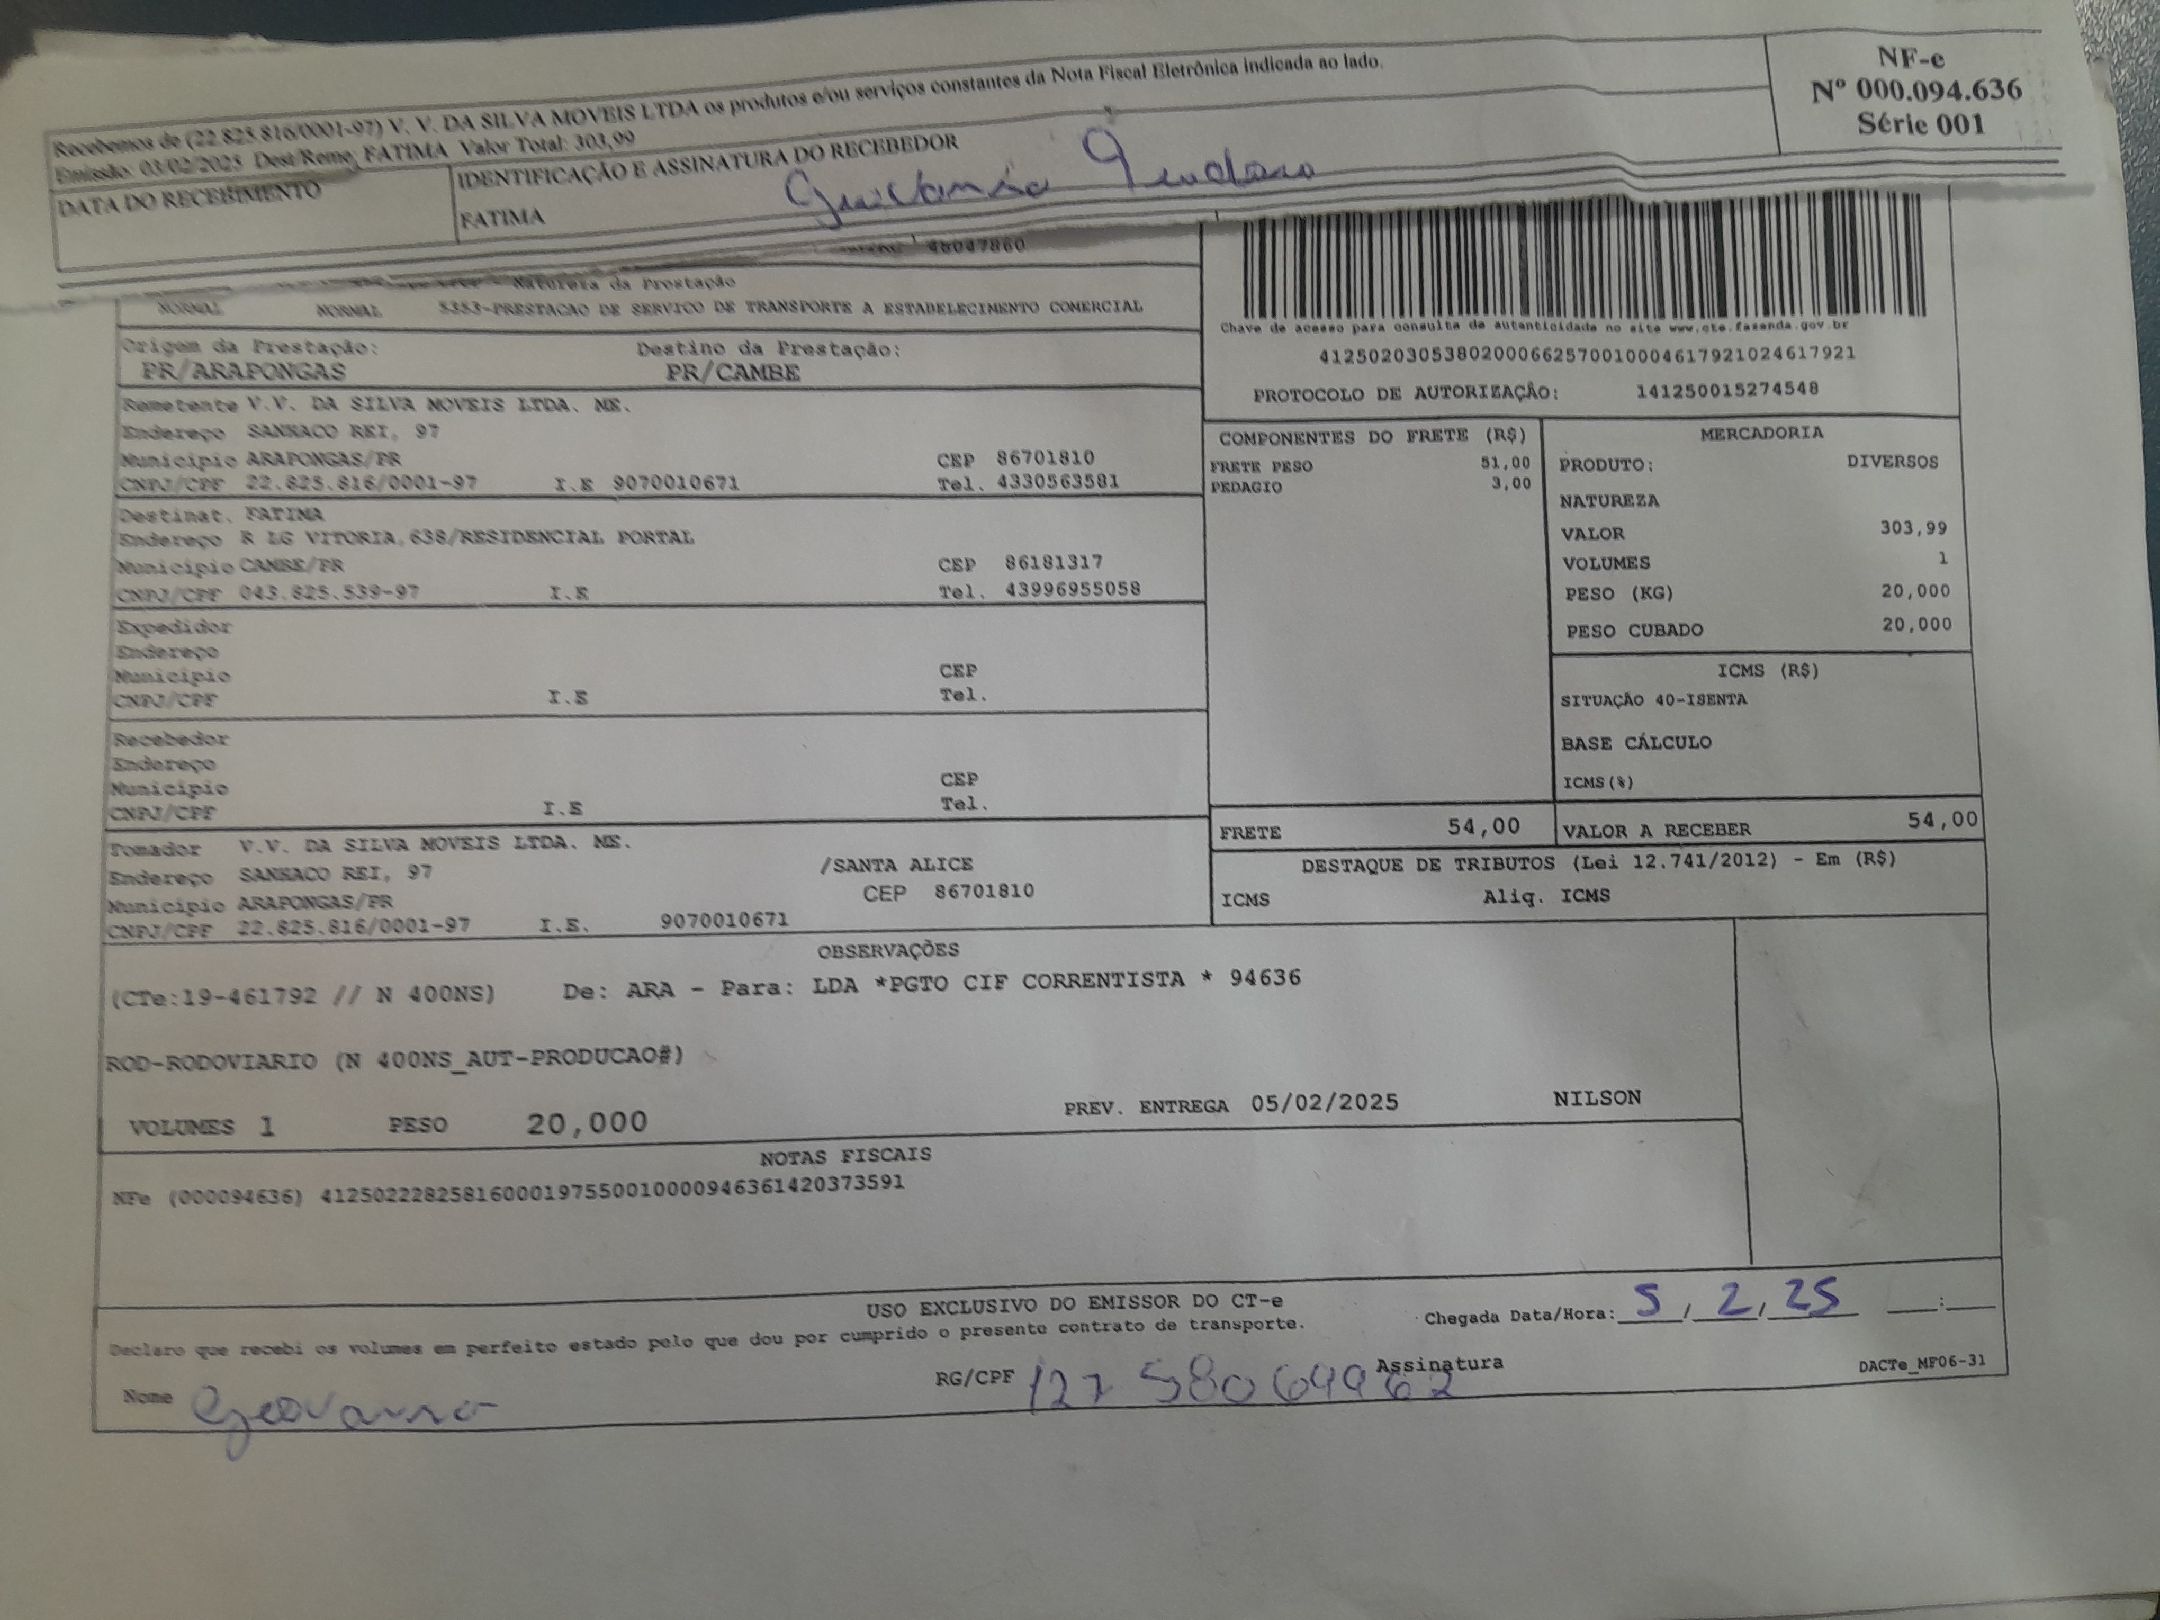 Recebemos de (22.825.816/0001-97) V. V. DA SILVA MOVEIS LTDA os produtos e/ou serviços constantes da Nota Fiscal Eletrônica indicada ao lado.
Emissão: 03/02/2025 Dest/Reme: FATIMA Valor Total: 303,99
DATA DO RECEBIMENTO
IDENTIFICAÇÃO E ASSINATURA DO RECEBEDOR
FATIMA
NF-e
Nº 000.094.636
Série 001
46047860
Natureza da Prestação
NORMAL NORMAL 5353-PRESTACAO DE SERVICO DE TRANSPORTE A ESTABELECIMENTO COMERCIAL
Origem da Prestação: Destino da Prestação:
PR/ARAPONGAS PR/CAMBE
Chave de acesso para consulta de autenticidade no site www.cte.fazenda.gov.br
41250203053802000662570010004617921024617921
PROTOCOLO DE AUTORIZAÇÃO: 141250015274548
Remetente V.V. DA SILVA MOVEIS LTDA. ME.
Endereço SANHACO REI, 97
Município ARAPONGAS/PR CEP 86701810
CNPJ/CPF 22.825.816/0001-97 I.E 9070010671 Tel. 4330563581
Destinat. FATIMA
Endereço R LG VITORIA,638/RESIDENCIAL PORTAL
Município CAMBE/PR CEP 86181317
CNPJ/CPF 043.825.539-97 I.E Tel. 43996955058
Expedidor
Endereço
Município CEP
CNPJ/CPF I.E Tel.
Recebedor
Endereço
Município CEP
CNPJ/CPF I.E Tel.
Tomador V.V. DA SILVA MOVEIS LTDA. ME.
Endereço SANHACO REI, 97 /SANTA ALICE
Município ARAPONGAS/PR CEP 86701810
CNPJ/CPF 22.825.816/0001-97 I.E. 9070010671
COMPONENTES DO FRETE (R$)
FRETE PESO 51,00
PEDAGIO 3,00
MERCADORIA
PRODUTO: DIVERSOS
NATUREZA
VALOR 303,99
VOLUMES 1
PESO (KG) 20,000
PESO CUBADO 20,000
ICMS (R$)
SITUAÇÃO 40-ISENTA
BASE CÁLCULO
ICMS(%)
FRETE 54,00 VALOR A RECEBER 54,00
DESTAQUE DE TRIBUTOS (Lei 12.741/2012) - Em (R$)
ICMS Aliq. ICMS
OBSERVAÇÕES
(CTe:19-461792 // N 400NS) De: ARA - Para: LDA *PGTO CIF CORRENTISTA * 94636
ROD-RODOVIARIO (N 400NS_AUT-PRODUCAO#)
VOLUMES 1 PESO 20,000 PREV. ENTREGA 05/02/2025 NILSON
NOTAS FISCAIS
NFe (000094636) 41250222825816000197550010000946361420373591
USO EXCLUSIVO DO EMISSOR DO CT-e
Chegada Data/Hora: 5 / 2 / 25 __:__
Declaro que recebi os volumes em perfeito estado pelo que dou por cumprido o presente contrato de transporte.
Nome Geovanna RG/CPF 127 580 649 62 Assinatura
DACTe_MF06-31